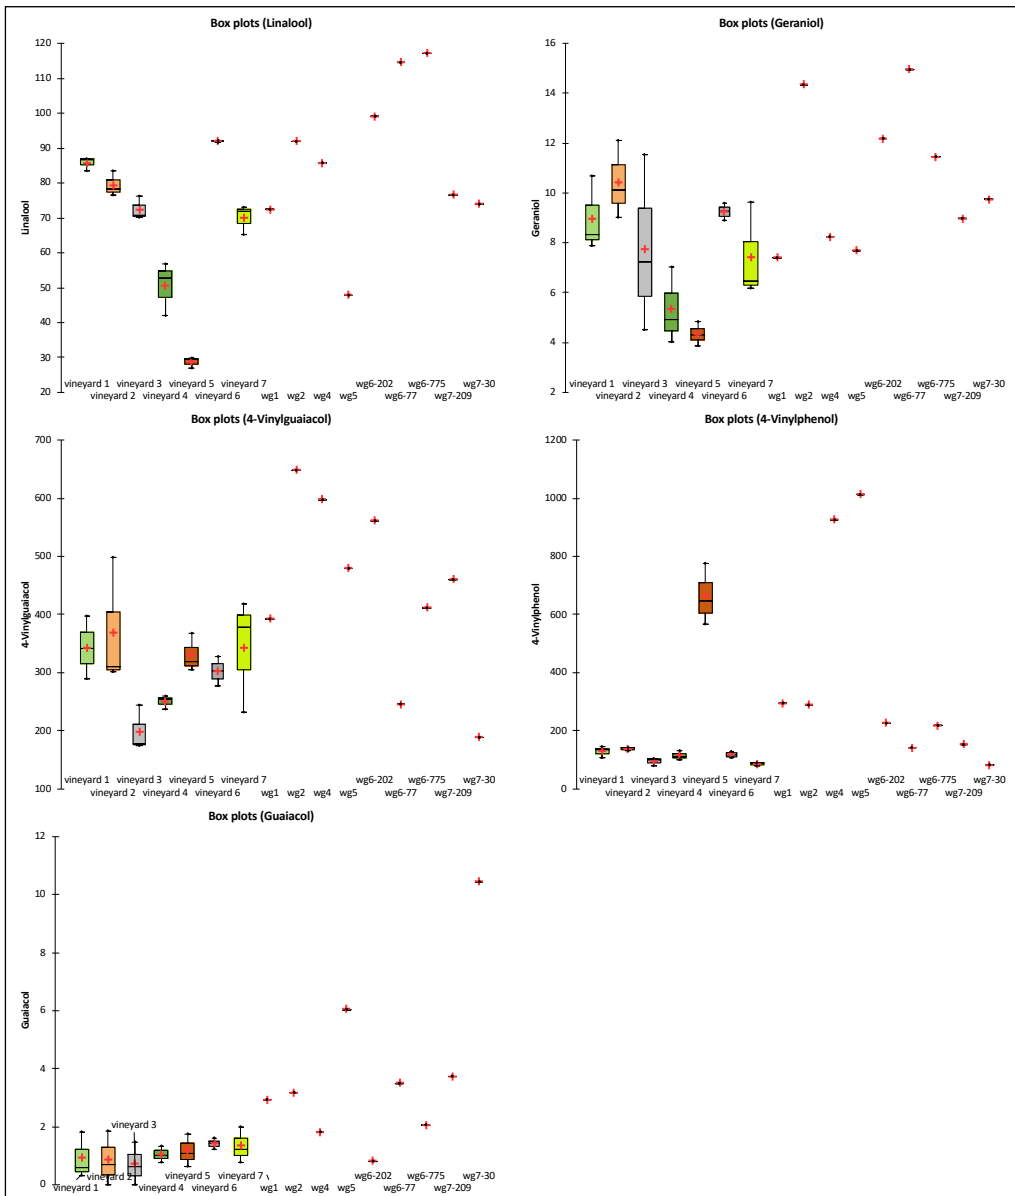 Box plots (Linalool)
120
110
100
90
80
70
60
50
40
30
20
Linalool
wg6-202 wg6-775 wg7-30
vineyard 1 vineyard 3 vineyard 5 vineyard 7 wg6-77 wg7-209
vineyard 2 vineyard 4 vineyard 6 wg1 wg2 wg4 wg5
Box plots (Geraniol)
16
14
12
10
8
6
4
2
Geraniol
wg6-202 wg6-775 wg7-30
vineyard 1 vineyard 3 vineyard 5 vineyard 7 wg6-77 wg7-209
vineyard 2 vineyard 4 vineyard 6 wg1 wg2 wg4 wg5
Box plots (4-Vinylguaiacol)
700
600
500
400
300
200
100
4-Vinylguaiacol
wg6-202 wg6-775 wg7-30
vineyard 1 vineyard 3 vineyard 5 vineyard 7 wg6-77 wg7-209
vineyard 2 vineyard 4 vineyard 6 wg1 wg2 wg4 wg5
Box plots (4-Vinylphenol)
1200
1000
800
600
400
200
0
4-Vinylphenol
wg6-202 wg6-775 wg7-30
vineyard 1 vineyard 3 vineyard 5 vineyard 7 wg6-77 wg7-209
vineyard 2 vineyard 4 vineyard 6 wg1 wg2 wg4 wg5
Box plots (Guaiacol)
12
10
8
6
4
2
0
Guaiacol
vineyard 3
vineyard 2 vineyard 5 vineyard 7 wg6-202 wg6-775 wg7-30
vineyard 1 vineyard 4 vineyard 6 wg1 wg2 wg4 wg5 wg6-77 wg7-209